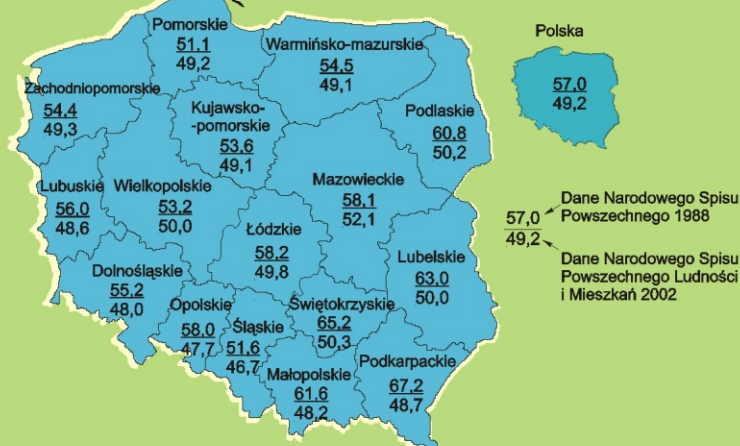 Pomorskie
51,1
49,2
Warmińsko-mazurskie
54,5
49,1
Zachodniopomorskie
54,4
49,3
Kujawsko-
-pomorskie
53,6
49,1
Podlaskie
60,8
50,2
Lubuskie
56,0
48,6
Wielkopolskie
53,2
50,0
Mazowieckie
58,1
52,1
Łódzkie
58,2
49,8
Lubelskie
63,0
50,0
Dolnośląskie
55,2
48,0
Opolskie
58,0
47,7
Śląskie
51,6
46,7
Świętokrzyskie
65,2
50,3
Małopolskie
61,6
48,2
Podkarpackie
67,2
48,7
Polska
57,0
49,2
57,0
49,2
Dane Narodowego Spisu
Powszechnego 1988
Dane Narodowego Spisu
Powszechnego Ludności
i Mieszkań 2002